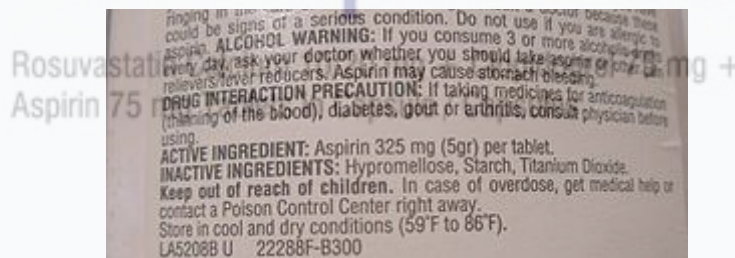 could be signs of a serious condition. Do not use if you are allergic to
aspirin. ALCOHOL WARNING: If you consume 3 or more alcoholic drinks
every day, ask your doctor whether you should take aspirin or other
relievers/fever reducers. Aspirin may cause stomach bleeding.
DRUG INTERACTION PRECAUTION: If taking medicines for anticoagulation
(thinning of the blood), diabetes, gout or arthritis, consult physician before
using.
ACTIVE INGREDIENT: Aspirin 325 mg (5gr) per tablet.
INACTIVE INGREDIENTS: Hypromellose, Starch, Titanium Dioxide.
Keep out of reach of children. In case of overdose, get medical help or
contact a Poison Control Center right away.
Store in cool and dry conditions (59°F to 86°F).
LA5208B U 22288F-B300
mg +
Aspirin 75